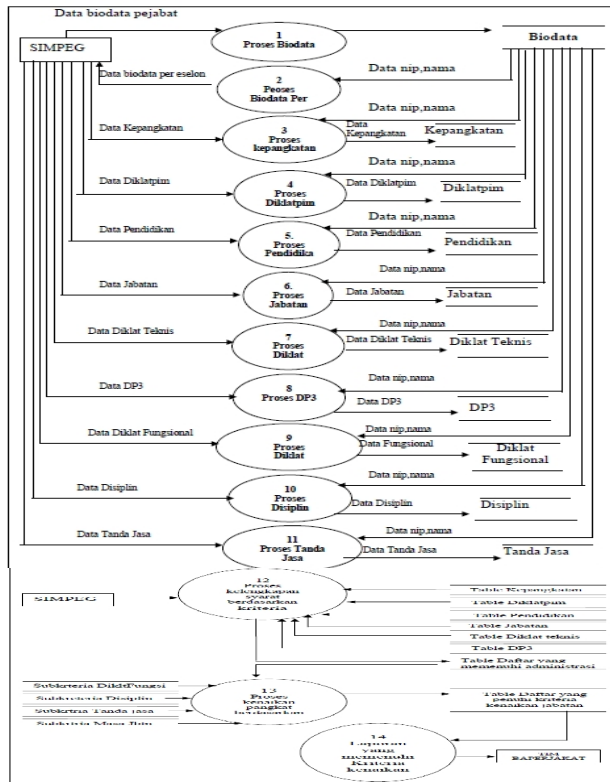 Data biodata pejabat
1
Proses Biodata
Biodata
SIMPEG
Data biodata per eselon
2
Peoses
Biodata Per
Data nip,nama
Data nip,nama
Data Kepangkatan
3
Proses
kepangkatan
Data
Kepangkatan
Kepangkatan
Data nip,nama
Data Diklatpim
4
Proses
Diklatpim
Data Diklatpim
Diklatpim
Data nip,nama
Data Pendidikan
5.
Proses
Pendidika
Data Pendidikan
Pendidikan
Data nip,nama
Data Jabatan
6.
Proses
Jabatan
Data Jabatan
Jabatan
Data nip,nama
Data Diklat Teknis
7
Proses
Diklat
Data Diklat Teknis
Diklat Teknis
Data nip,nama
Data DP3
8
Proses DP3
Data DP3
DP3
Data nip,nama
Data Diklat Fungsional
9
Proses
Diklat
Data Fungsional
Diklat
Fungsional
Data nip,nama
Data Disiplin
10
Proses
Disiplin
Data Disiplin
Disiplin
Data nip,nama
Data Tanda Jasa
11
Proses Tanda
Jasa
Data Tanda Jasa
Tanda Jasa
SIMPEG
12
Proses
kelengkapan
syarat
berdasarkan
kriteria
Table Kepangkatan
Table Diklatpim
Table Pendidikan
Table Jabatan
Table Diklat teknis
Table DP3
Table Daftar yang
memenuhi administrasi
Subkriteria Disiplin
Tanda jasa
13
Proses
kenaikan
pangkat
Table Daftar yang
penuhi kriteria
kenaikan jabatan
14
Laporan
yang
memenuhi
Kriteria
kenaikan
TIM
BAPERJAKAT